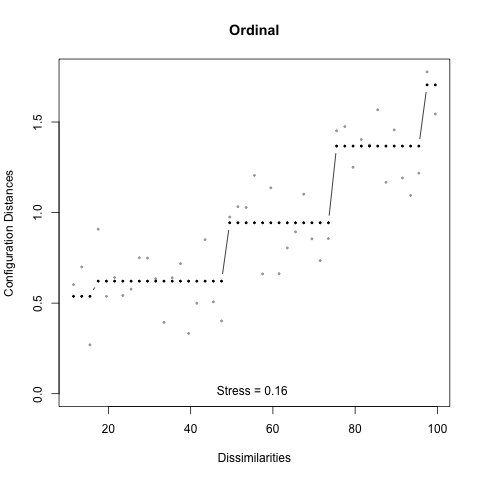 Ordinal
Configuration Distances
1.5
1.0
0.5
0.0
Stress = 0.16
20 40 60 80 100
Dissimilarities